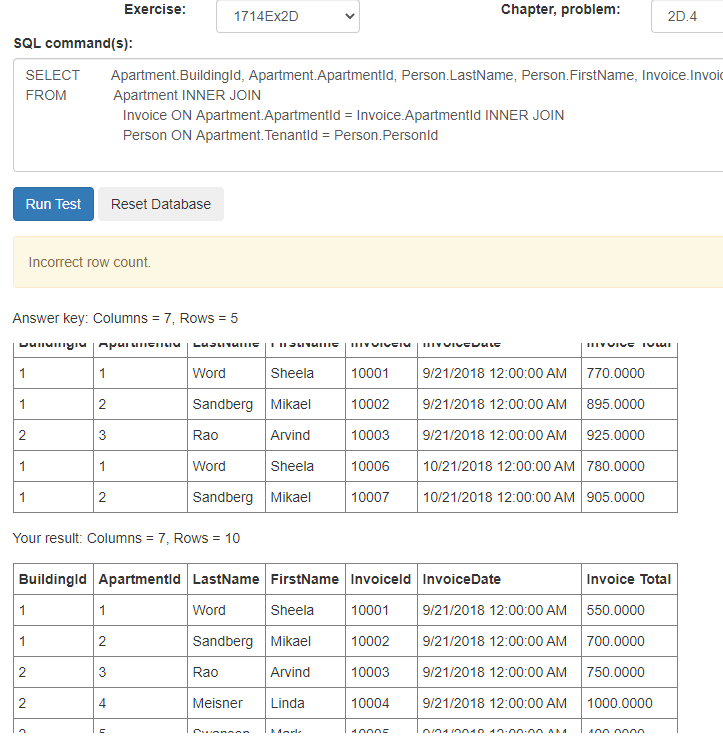 Exercise: 1714Ex2D Chapter, problem: 2D.4
SQL command(s):
SELECT Apartment.BuildingId, Apartment.ApartmentId, Person.LastName, Person.FirstName, Invoice.Invoic
FROM Apartment INNER JOIN
Invoice ON Apartment.ApartmentId = Invoice.ApartmentId INNER JOIN
Person ON Apartment.TenantId = Person.PersonId
Run Test Reset Database
Incorrect row count.
Answer key: Columns = 7, Rows = 5
BuildingId ApartmentId LastName FirstName InvoiceId InvoiceDate Invoice Total
1 1 Word Sheela 10001 9/21/2018 12:00:00 AM 770.0000
1 2 Sandberg Mikael 10002 9/21/2018 12:00:00 AM 895.0000
2 3 Rao Arvind 10003 9/21/2018 12:00:00 AM 925.0000
1 1 Word Sheela 10006 10/21/2018 12:00:00 AM 780.0000
1 2 Sandberg Mikael 10007 10/21/2018 12:00:00 AM 905.0000
Your result: Columns = 7, Rows = 10
BuildingId ApartmentId LastName FirstName InvoiceId InvoiceDate Invoice Total
1 1 Word Sheela 10001 9/21/2018 12:00:00 AM 550.0000
1 2 Sandberg Mikael 10002 9/21/2018 12:00:00 AM 700.0000
2 3 Rao Arvind 10003 9/21/2018 12:00:00 AM 750.0000
2 4 Meisner Linda 10004 9/21/2018 12:00:00 AM 1000.0000
2 5 Swanson Mark 10005 9/21/2018 12:00:00 AM 400.0000